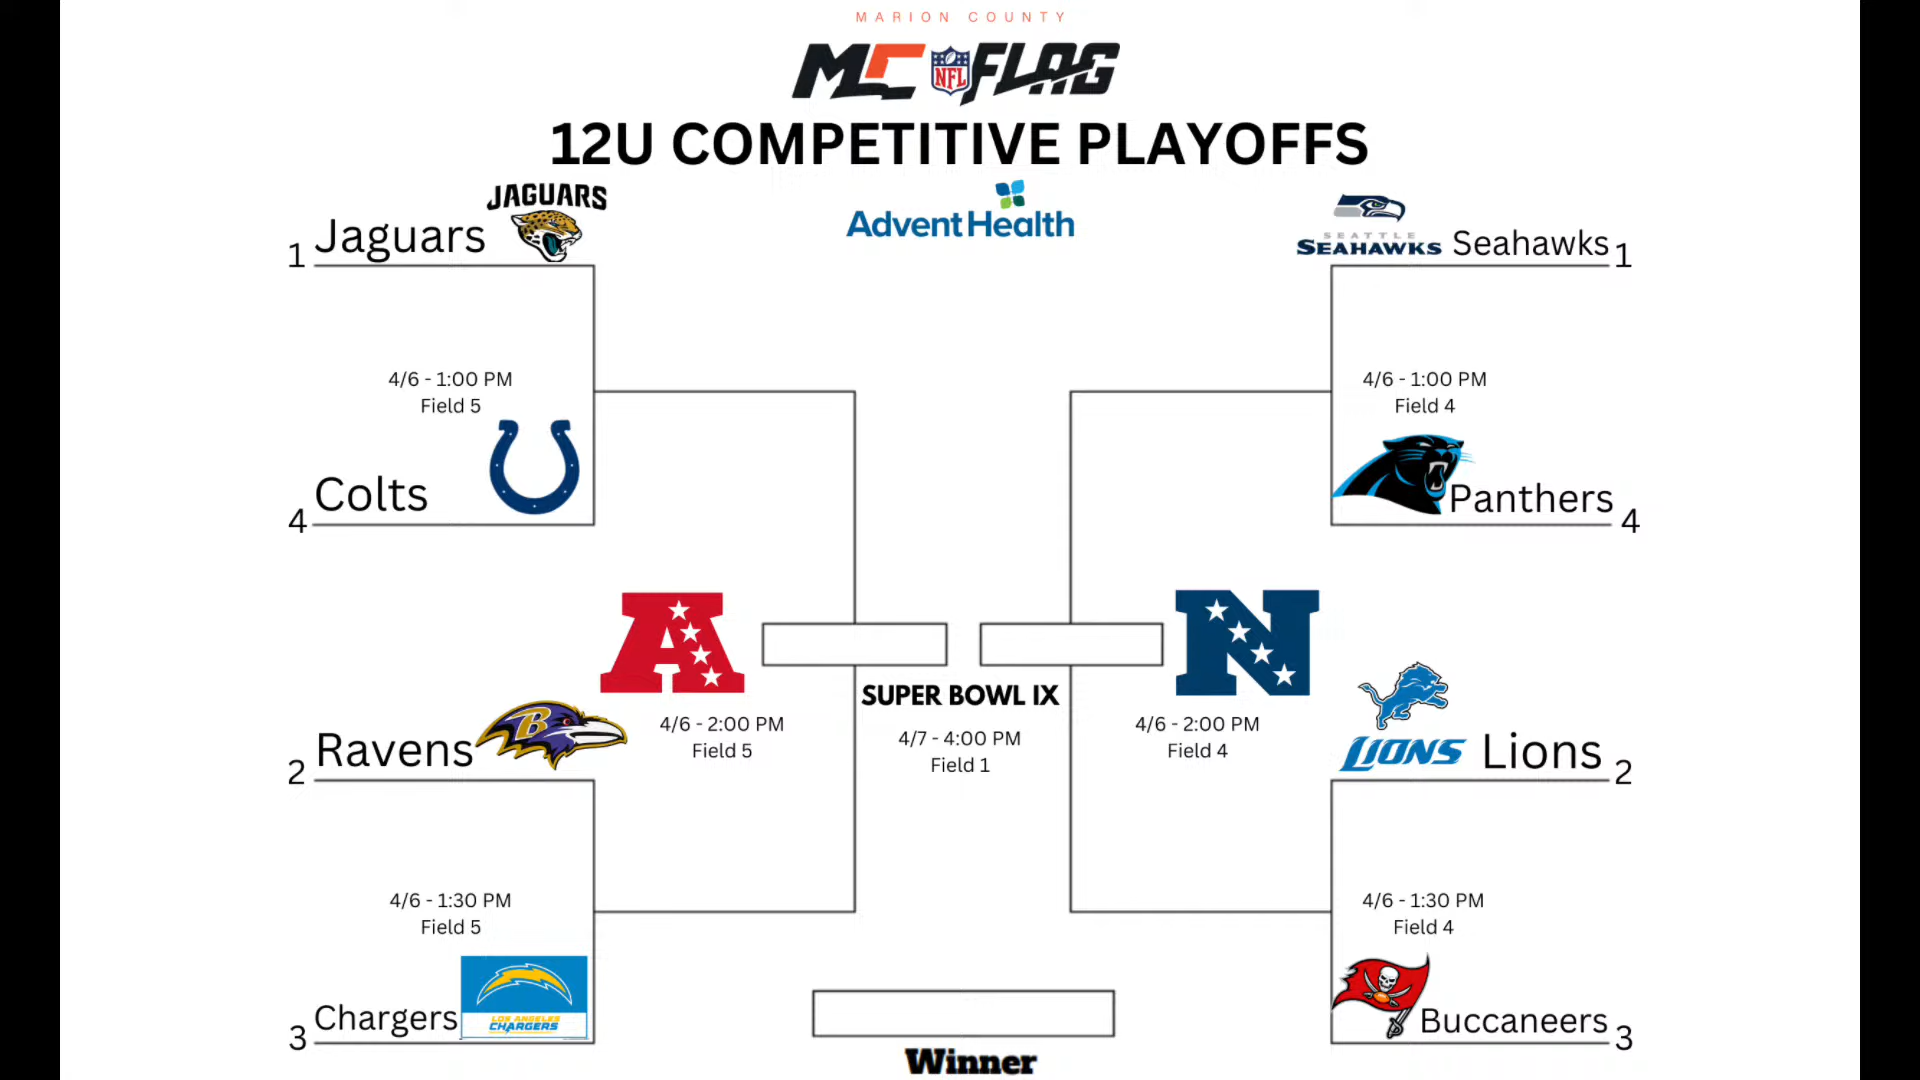 MARION COUNTY
MC NFL FLAG
12U COMPETITIVE PLAYOFFS
AdventHealth
JAGUARS
1 Jaguars
4/6 - 1:00 PM
Field 5
4 Colts
A
2 Ravens
B
4/6 - 2:00 PM
Field 5
4/6 - 1:30 PM
Field 5
3 Chargers
LOS ANGELES
CHARGERS
SUPER BOWL IX
4/7 - 4:00 PM
Field 1
Winner
SEATTLE
SEAHAWKS
Seahawks 1
4/6 - 1:00 PM
Field 4
Panthers 4
N
4/6 - 2:00 PM
Field 4
LIONS
Lions 2
4/6 - 1:30 PM
Field 4
Buccaneers 3